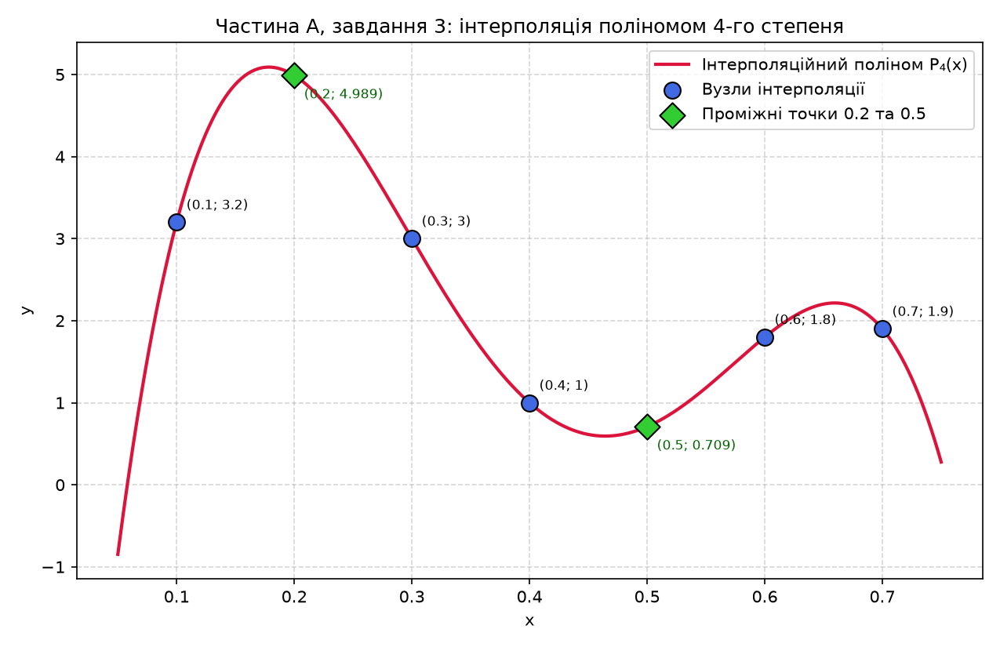 Частина А, завдання 3: інтерполяція поліномом 4-го степеня
Інтерполяційний поліном P₄(x)
Вузли інтерполяції
Проміжні точки 0.2 та 0.5
(0.2; 4.989)
(0.1; 3.2)
(0.3; 3)
(0.6; 1.8)
(0.7; 1.9)
(0.4; 1)
(0.5; 0.709)
5
4
3
2
1
0
−1
y
0.1 0.2 0.3 0.4 0.5 0.6 0.7
x